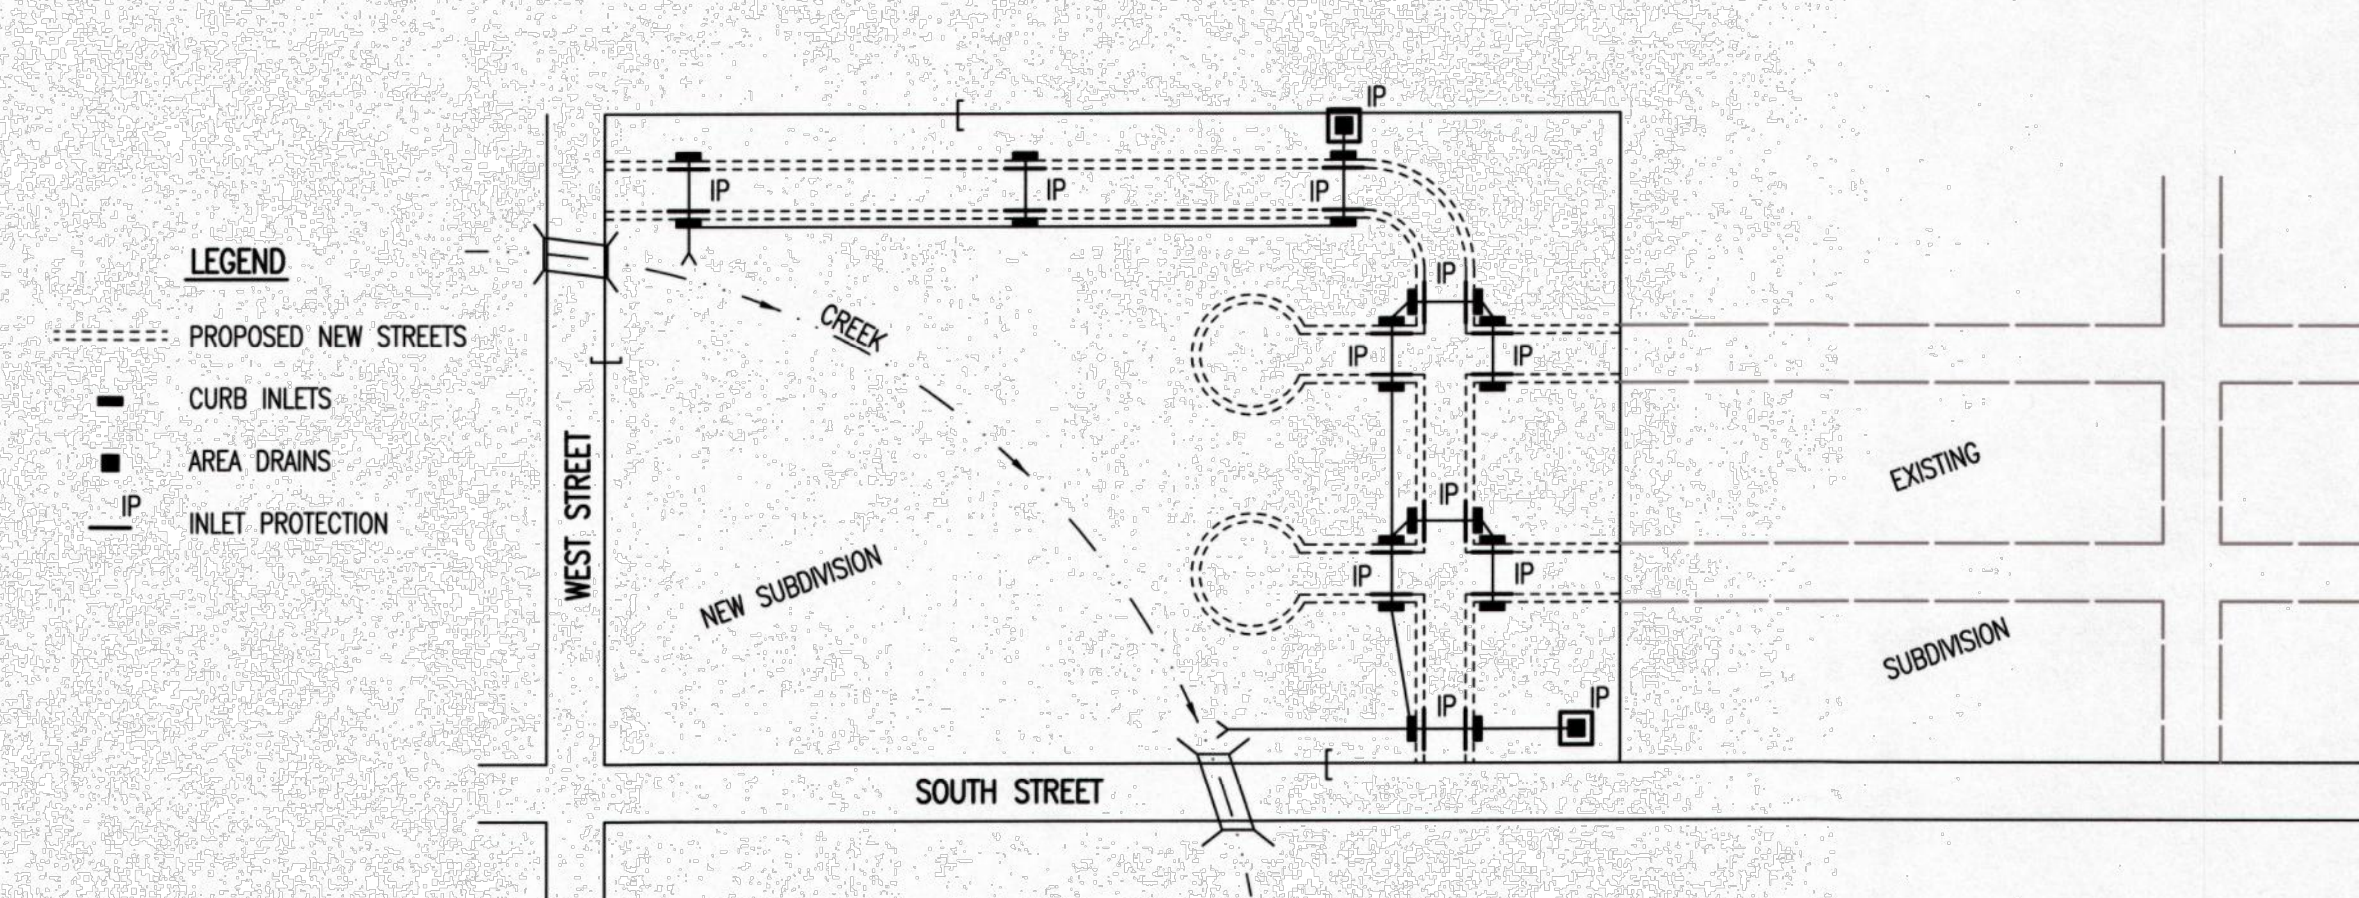 LEGEND
PROPOSED NEW STREETS
CURB INLETS
AREA DRAINS
IP
INLET PROTECTION
WEST STREET
IP
IP
IP
IP
CREEK
IP
IP
IP
NEW SUBDIVISION
IP
IP
IP
IP
IP
SOUTH STREET
EXISTING
SUBDIVISION